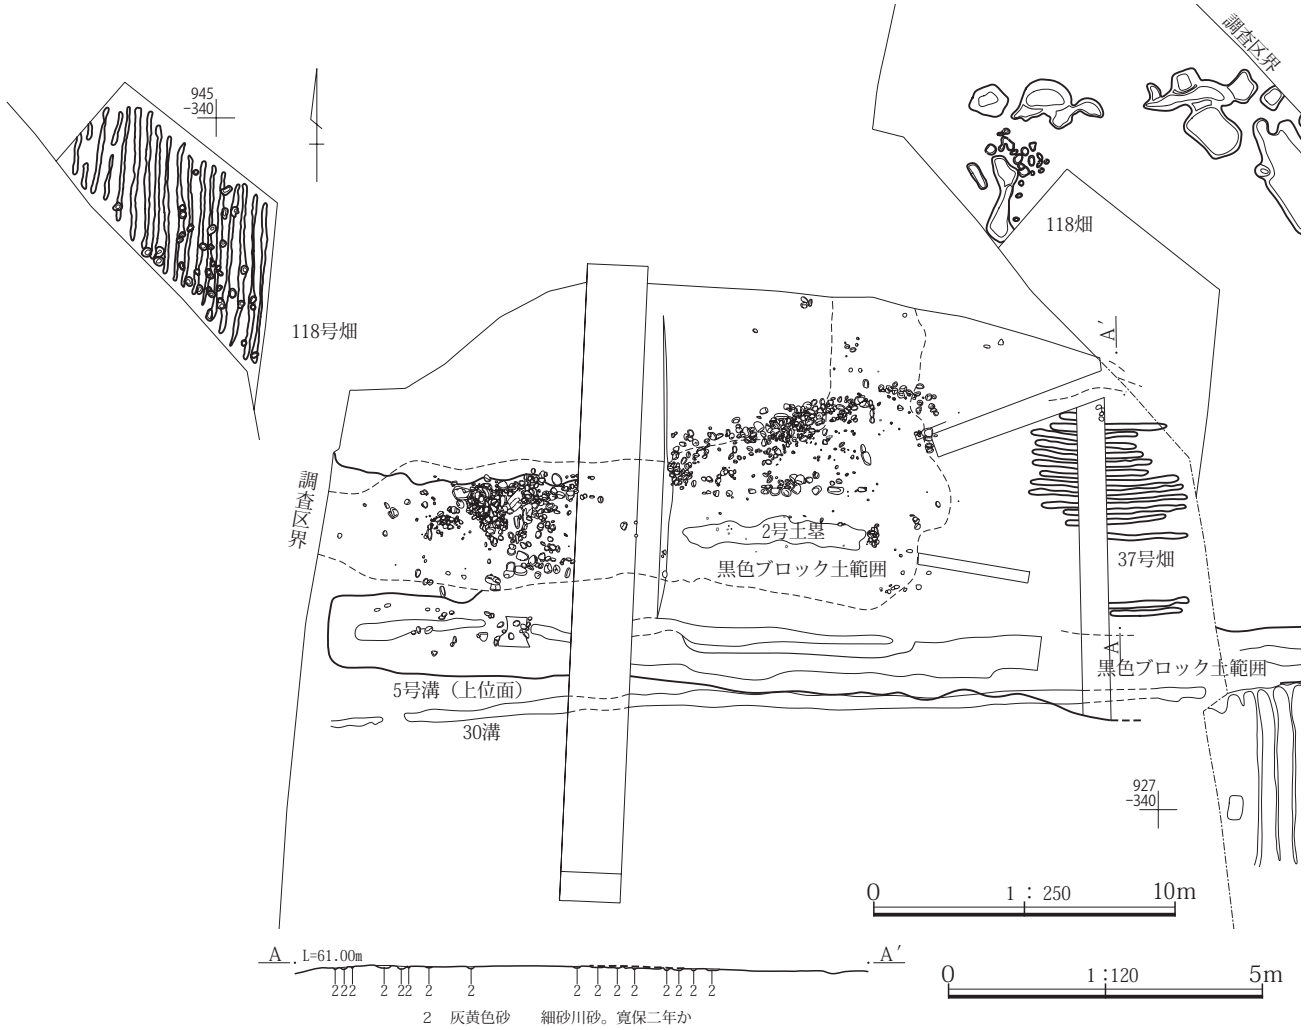 調査区界
945
-340
118畑
118号畑
A′
調査区界
2号土塁
黒色ブロック土範囲
37号畑
A
黒色ブロック土範囲
5号溝（上位面）
30溝
927
-340
0 1 : 250 10m
A L=61.00m A′
0 1 : 120 5m
2 2 2 2 2 2 2 2 2 2 2 2 2 2 2 2
2 灰黄色砂 細砂川砂。寛保二年か